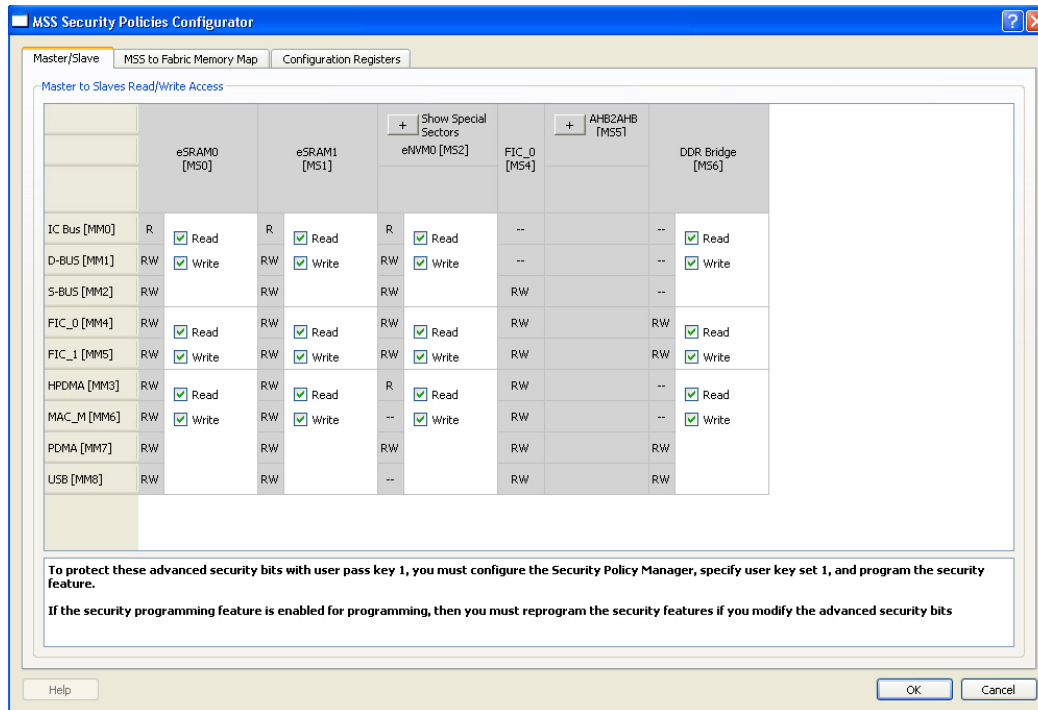 MSS Security Policies Configurator
Master/Slave MSS to Fabric Memory Map Configuration Registers
Master to Slaves Read/Write Access
+ Show Special Sectors
+ AHB2AHB [MS5]
eSRAM0 [MS0] eSRAM1 [MS1] eNVM0 [MS2] FIC_0 [MS4] DDR Bridge [MS6]
IC Bus [MM0] R Read R Read R Read -- -- Read
D-BUS [MM1] RW Write RW Write RW Write -- -- Write
S-BUS [MM2] RW RW RW RW --
FIC_0 [MM4] RW Read RW Read RW Read RW RW Read
FIC_1 [MM5] RW Write RW Write RW Write RW RW Write
HPDMA [MM3] RW Read RW Read R Read RW -- Read
MAC_M [MM6] RW Write RW Write -- Write RW -- Write
PDMA [MM7] RW RW RW RW RW
USB [MM8] RW RW -- RW RW
To protect these advanced security bits with user pass key 1, you must configure the Security Policy Manager, specify user key set 1, and program the security
feature.
If the security programming feature is enabled for programming, then you must reprogram the security features if you modify the advanced security bits
Help OK Cancel